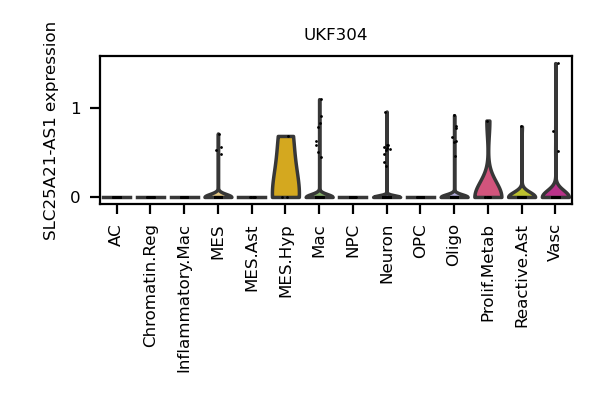 UKF304
SLC25A21-AS1 expression
1
0
AC
Chromatin.Reg
Inflammatory.Mac
MES
MES.Ast
MES.Hyp
Mac
NPC
Neuron
OPC
Oligo
Prolif.Metab
Reactive.Ast
Vasc